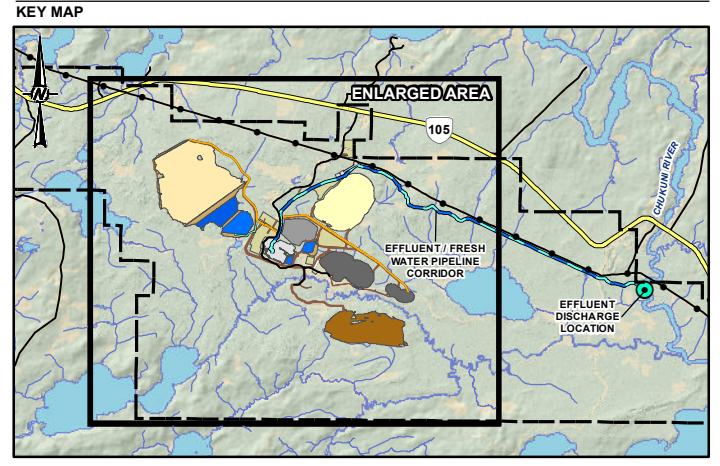 KEY MAP
N
ENLARGED AREA
105
CHUKUNI RIVER
EFFLUENT / FRESH
WATER PIPELINE
CORRIDOR
EFFLUENT
DISCHARGE
LOCATION